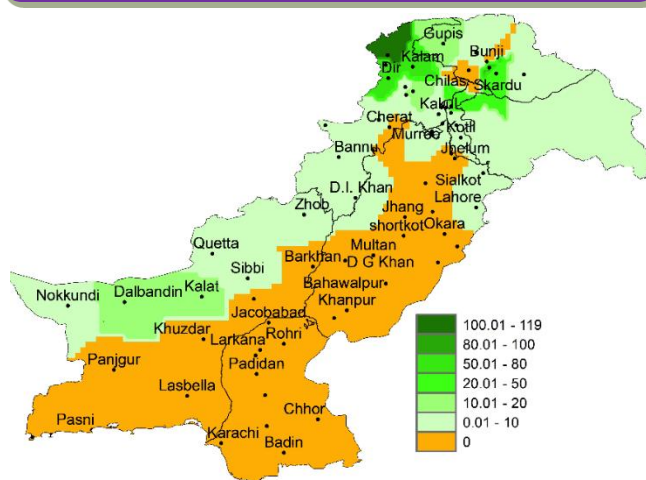 Gupis
Bunji
Kalam
Dir
Chilas
Skardu
Kakul
Cherat
Murree
Kotli
Bannu
Jhelum
Sialkot
D.I. Khan
Lahore
Zhob
Jhang
shortkot
Okara
Quetta
Multan
Barkhan
D G Khan
Sibbi
Bahawalpur
Nokkundi
Dalbandin
Kalat
Khanpur
Jacobabad
Khuzdar
Larkana
Rohri
Panjgur
Padidan
Lasbella
Chhor
Pasni
Karachi
Badin
100.01 - 119
80.01 - 100
50.01 - 80
20.01 - 50
10.01 - 20
0.01 - 10
0